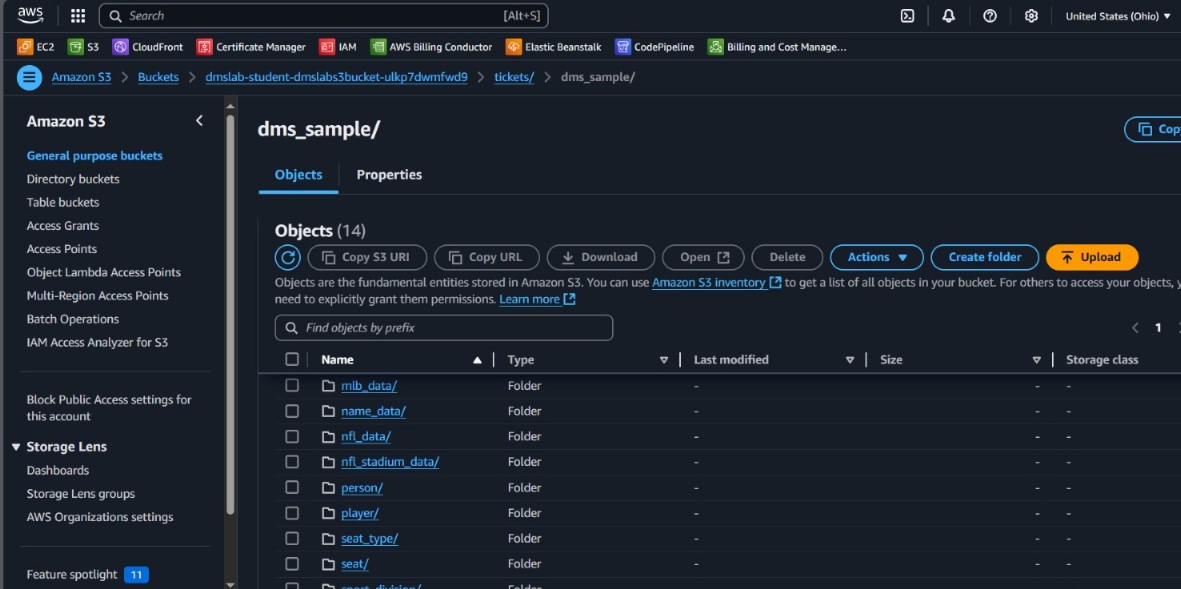 aws Search [Alt+S] United States (Ohio)
EC2 S3 CloudFront Certificate Manager IAM AWS Billing Conductor Elastic Beanstalk CodePipeline Billing and Cost Manage...
Amazon S3 > Buckets > dmslab-student-dmslabs3bucket-ulkp7dwmfwd9 > tickets/ > dms_sample/
Amazon S3
General purpose buckets
Directory buckets
Table buckets
Access Grants
Access Points
Object Lambda Access Points
Multi-Region Access Points
Batch Operations
IAM Access Analyzer for S3
Block Public Access settings for
this account
Storage Lens
Dashboards
Storage Lens groups
AWS Organizations settings
Feature spotlight 11
dms_sample/
Copy
Objects Properties
Objects (14)
Copy S3 URI Copy URL Download Open Delete Actions Create folder Upload
Objects are the fundamental entities stored in Amazon S3. You can use Amazon S3 inventory to get a list of all objects in your bucket. For others to access your objects, y
need to explicitly grant them permissions. Learn more
Find objects by prefix
1
Name Type Last modified Size Storage class
mlb_data/ Folder - - -
name_data/ Folder - - -
nfl_data/ Folder - - -
nfl_stadium_data/ Folder - - -
person/ Folder - - -
player/ Folder - - -
seat_type/ Folder - - -
seat/ Folder - - -
sport_division/ Folder